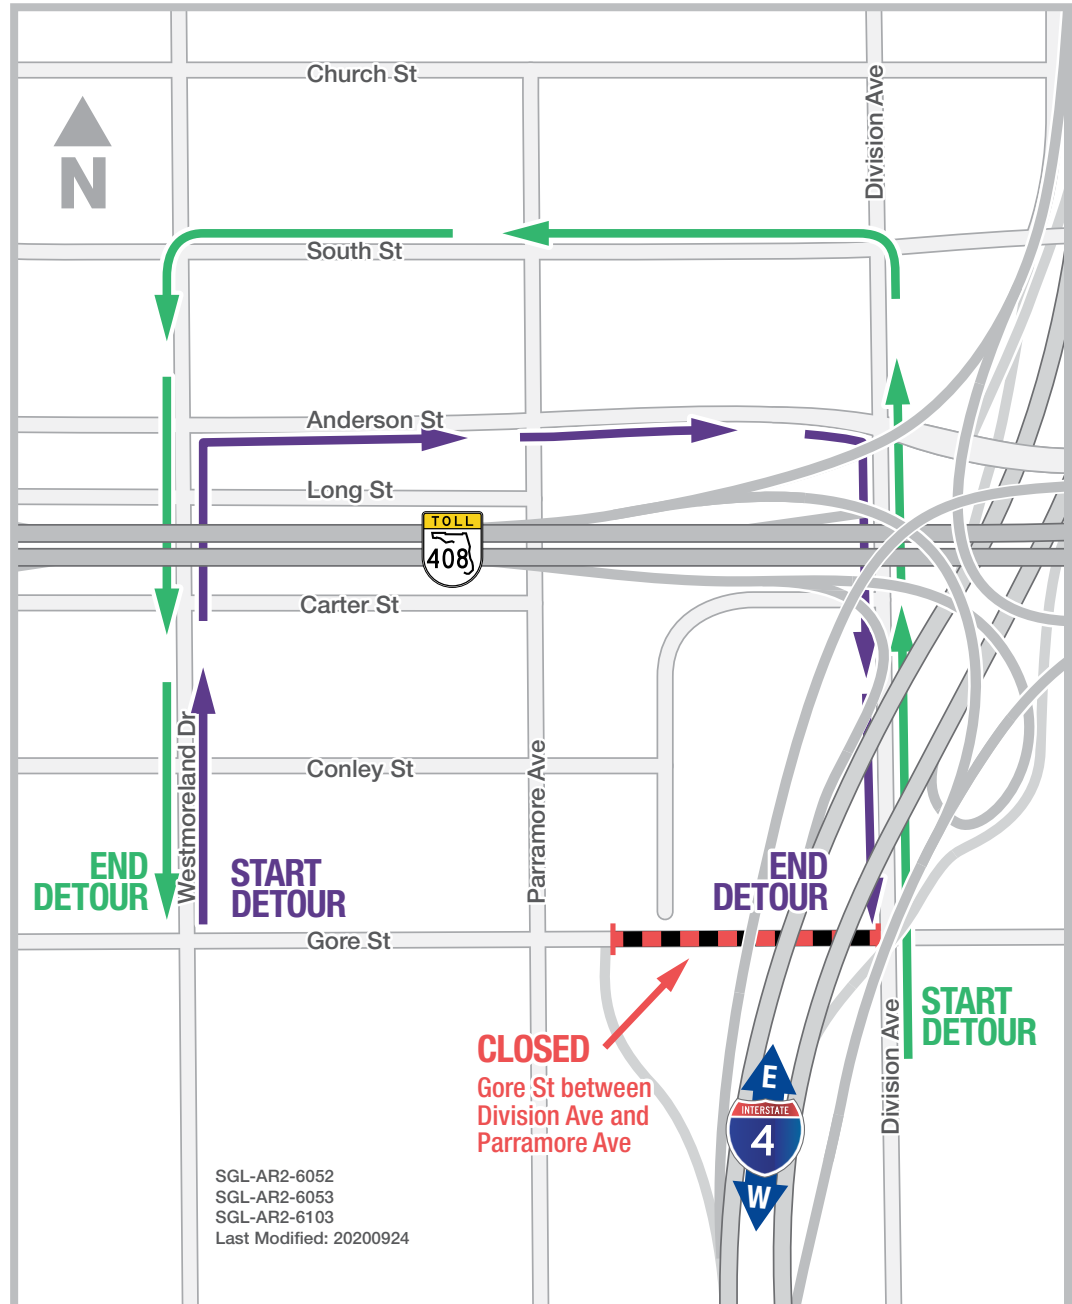 Church St
Division Ave
N
South St
Anderson St
Long St
TOLL
408
Carter St
Westmoreland Dr
Conley St
Parramore Ave
END
DETOUR
START
DETOUR
END
DETOUR
Gore St
START
DETOUR
Division Ave
CLOSED
Gore St between
Division Ave and
Parramore Ave
E
INTERSTATE
4
W
SGL-AR2-6052
SGL-AR2-6053
SGL-AR2-6103
Last Modified: 20200924